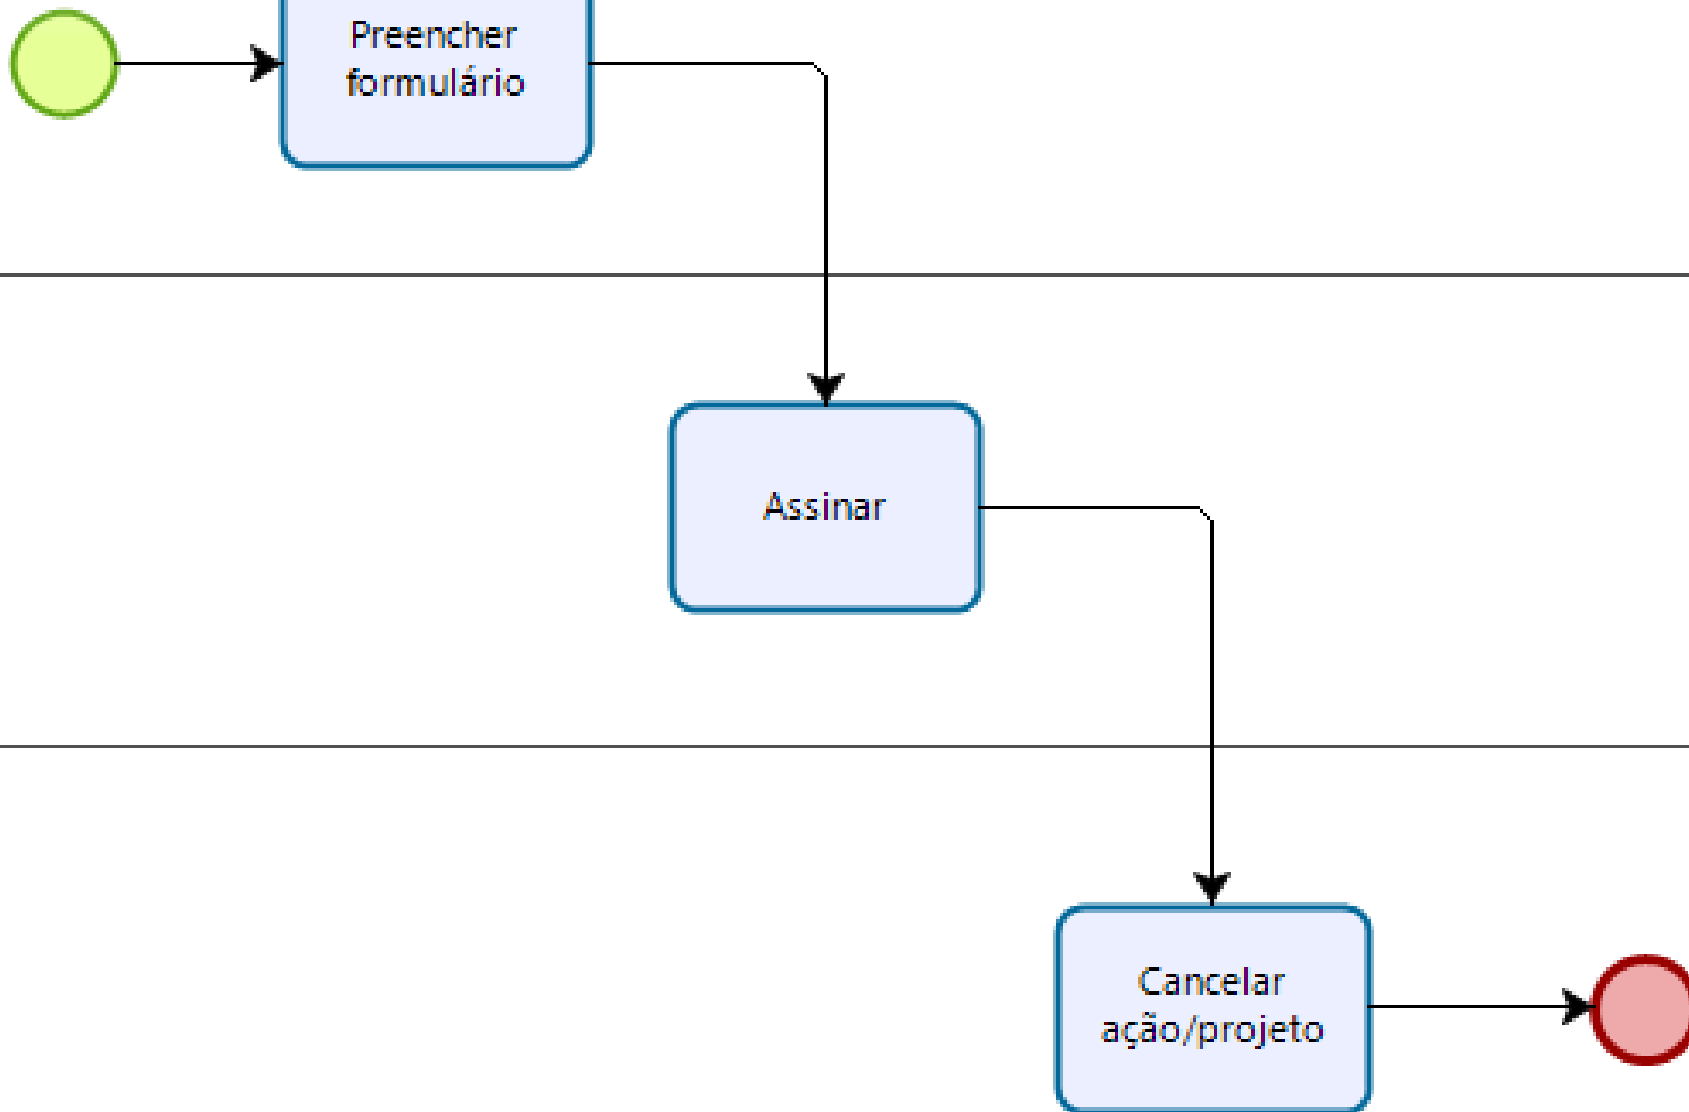 Preencher
formulário
Assinar
Cancelar
ação/projeto